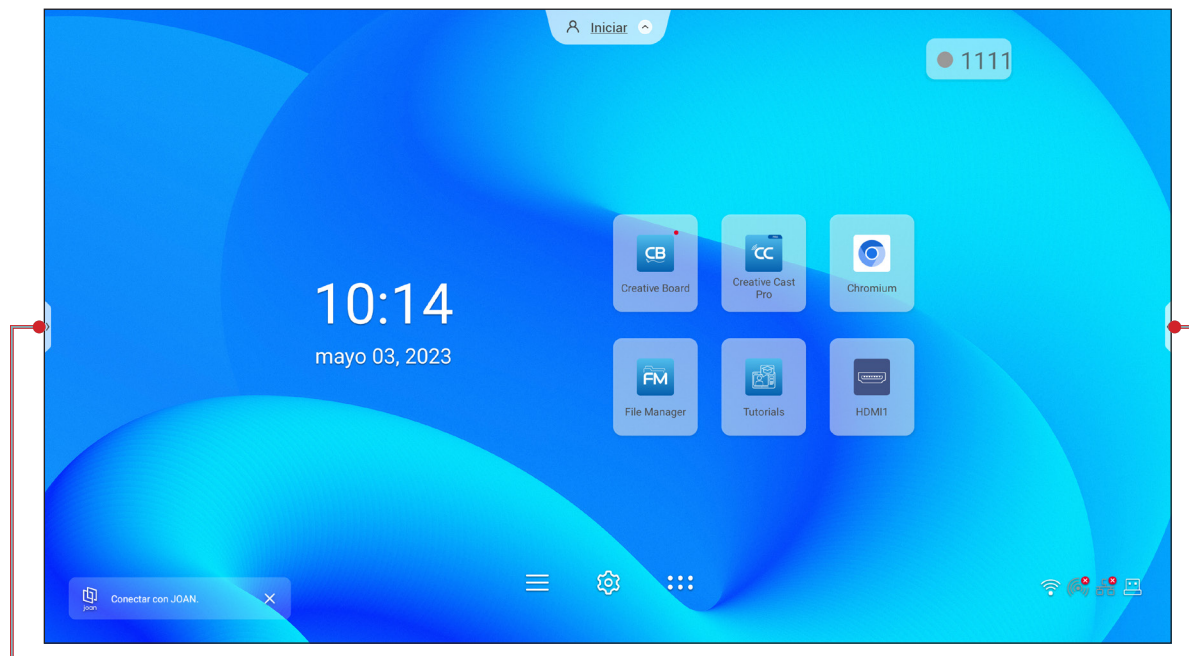 Iniciar
1111
CB
Creative Board
CC
Creative Cast
Pro
Chromium
10:14
mayo 03, 2023
FM
File Manager
Tutorials
HDMI1
joan
Conectar con JOAN.